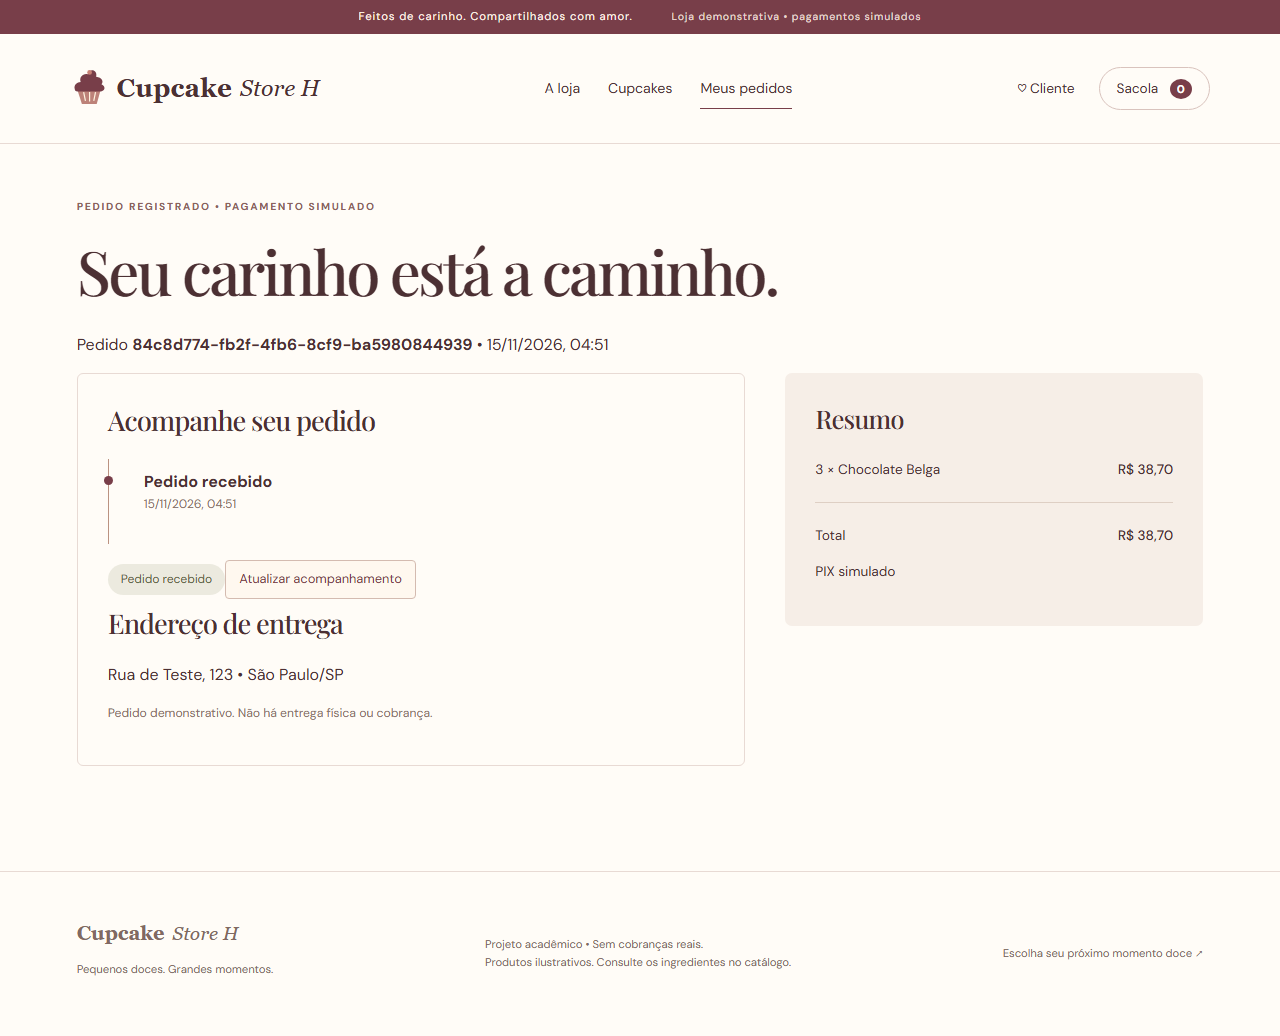 Feitos de carinho. Compartilhados com amor. Loja demonstrativa • pagamentos simulados
Cupcake Store H
A loja Cupcakes Meus pedidos
♡ Cliente Sacola 0
PEDIDO REGISTRADO • PAGAMENTO SIMULADO
Seu carinho está a caminho.
Pedido 84c8d774-fb2f-4fb6-8cf9-ba5980844939 • 15/11/2026, 04:51
Acompanhe seu pedido
Pedido recebido
15/11/2026, 04:51
Pedido recebido Atualizar acompanhamento
Endereço de entrega
Rua de Teste, 123 • São Paulo/SP
Pedido demonstrativo. Não há entrega física ou cobrança.
Resumo
3 × Chocolate Belga R$ 38,70
Total R$ 38,70
PIX simulado
Cupcake Store H
Pequenos doces. Grandes momentos.
Projeto acadêmico • Sem cobranças reais.
Produtos ilustrativos. Consulte os ingredientes no catálogo.
Escolha seu próximo momento doce ↗